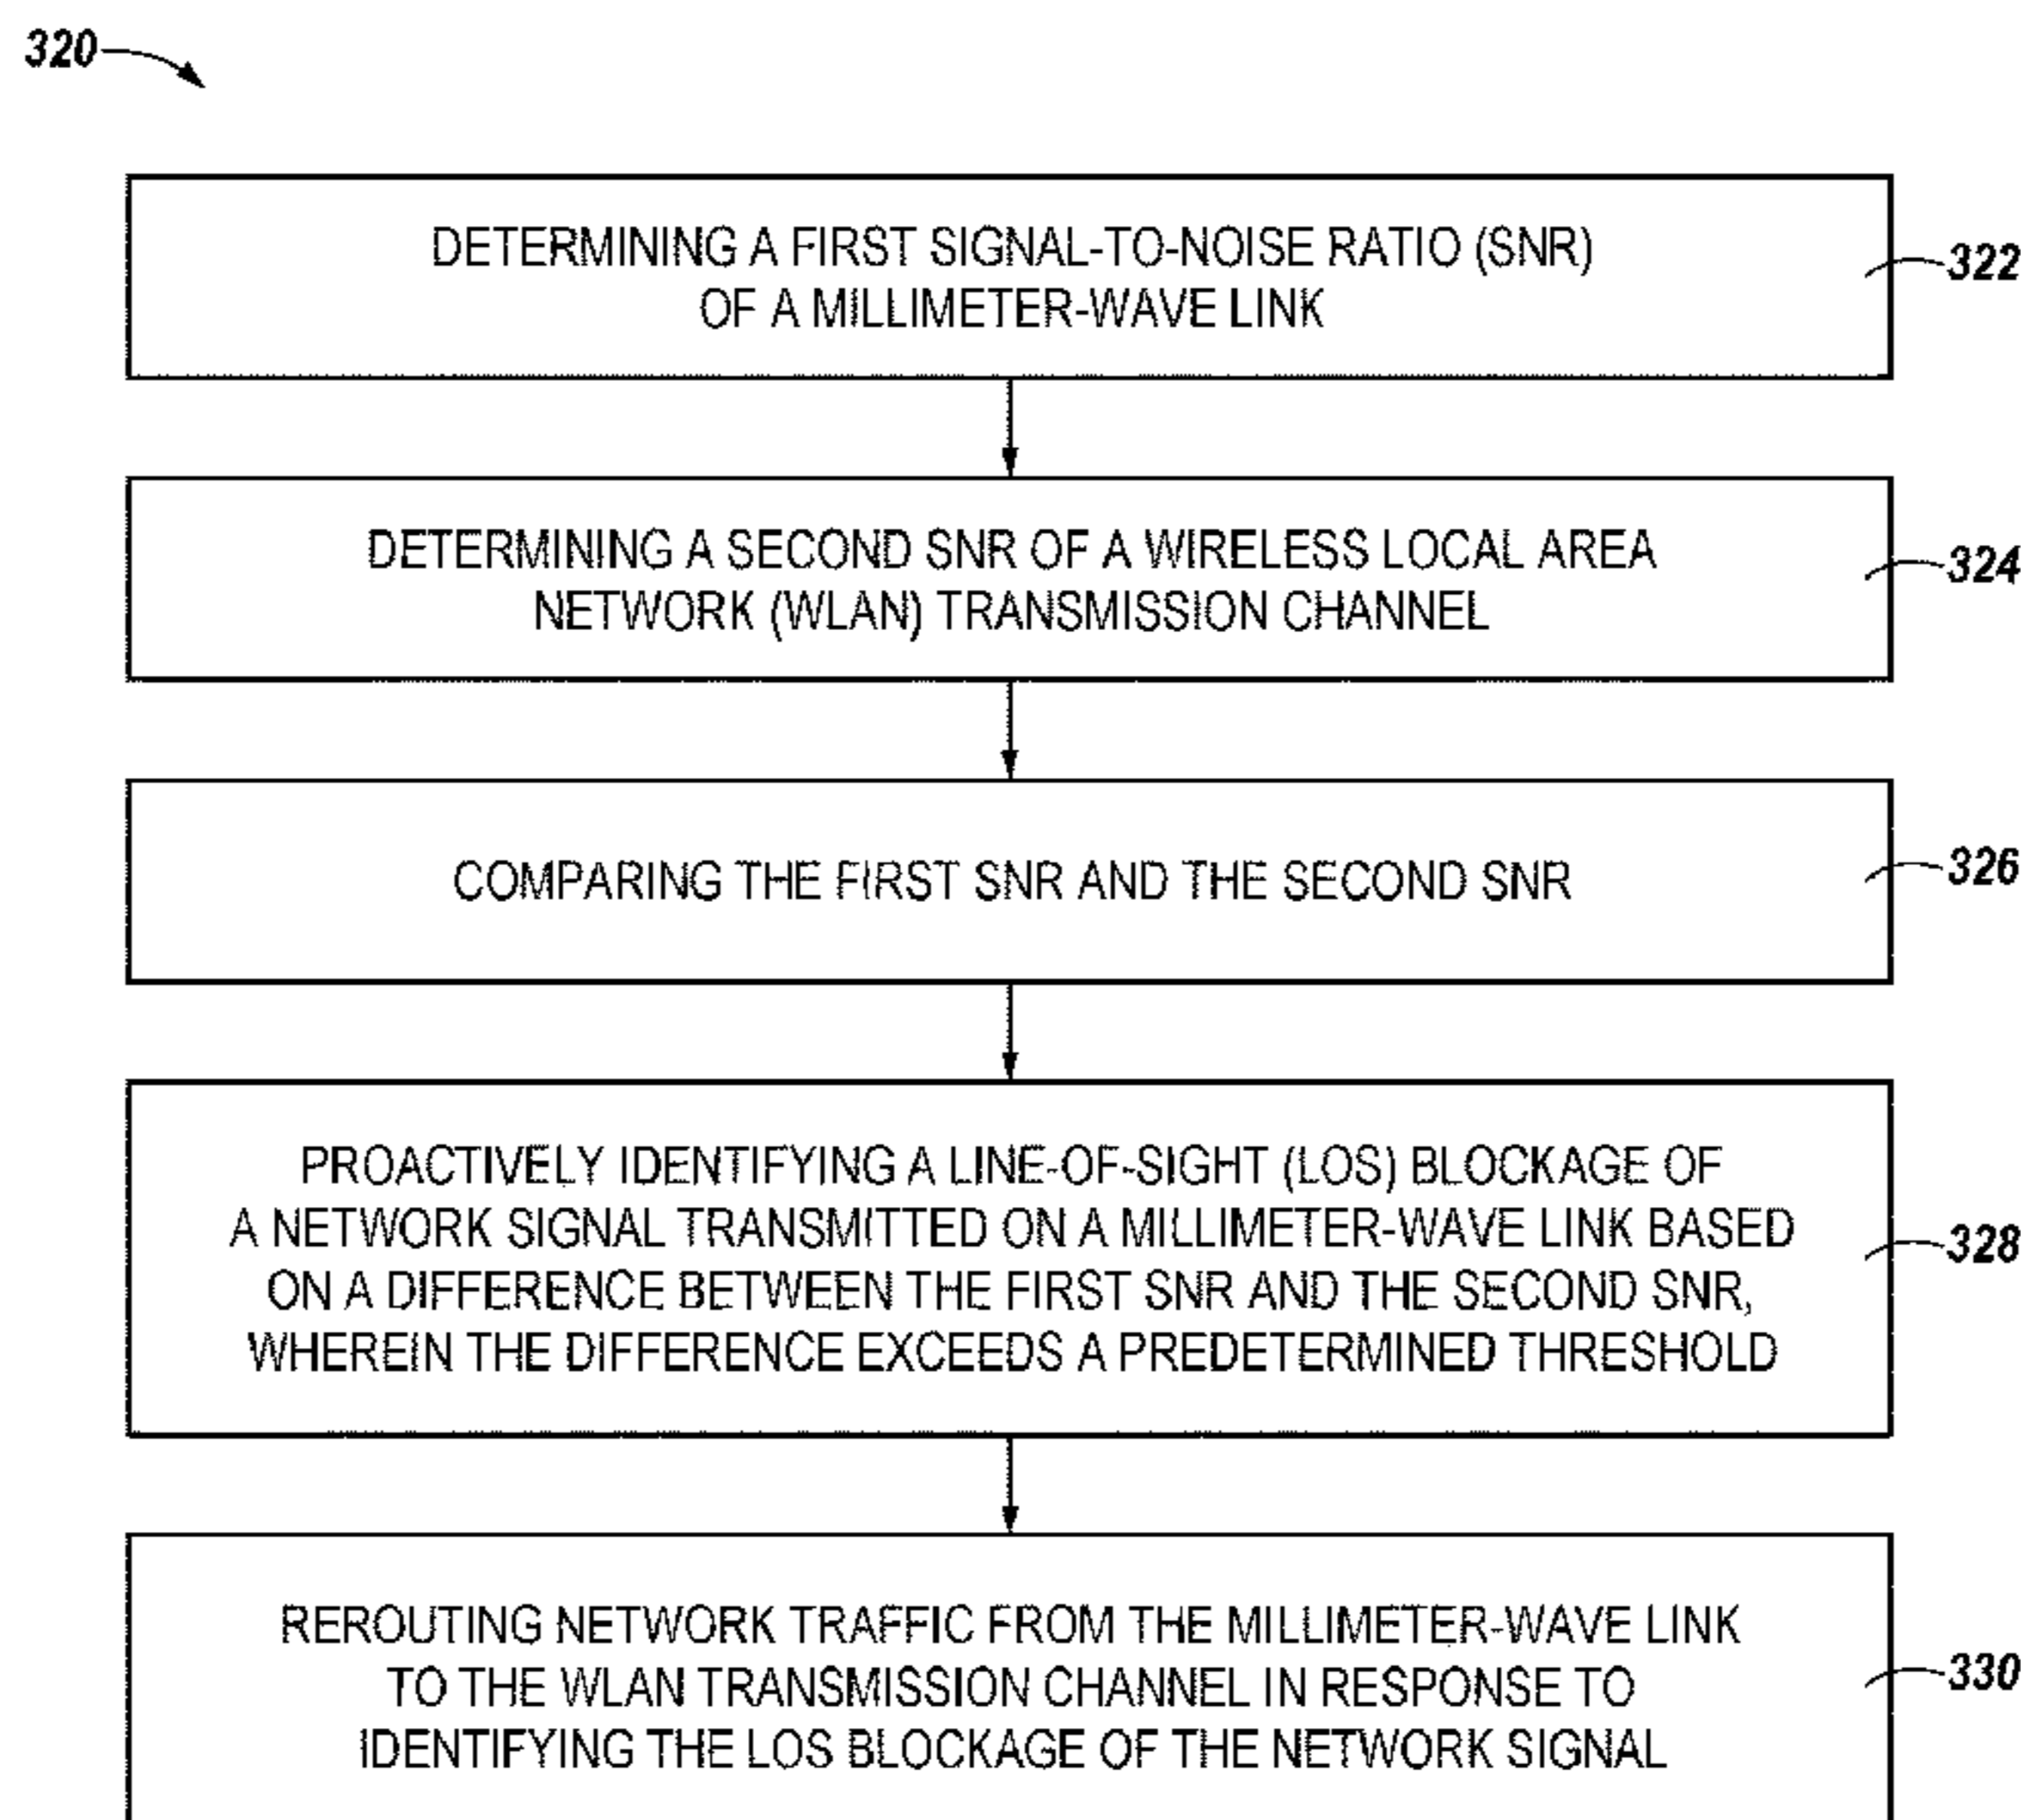 320
DETERMINING A FIRST SIGNAL-TO-NOISE RATIO (SNR)
OF A MILLIMETER-WAVE LINK
322
DETERMINING A SECOND SNR OF A WIRELESS LOCAL AREA
NETWORK (WLAN) TRANSMISSION CHANNEL
324
COMPARING THE FIRST SNR AND THE SECOND SNR
326
PROACTIVELY IDENTIFYING A LINE-OF-SIGHT (LOS) BLOCKAGE OF
A NETWORK SIGNAL TRANSMITTED ON A MILLIMETER-WAVE LINK BASED
ON A DIFFERENCE BETWEEN THE FIRST SNR AND THE SECOND SNR,
WHEREIN THE DIFFERENCE EXCEEDS A PREDETERMINED THRESHOLD
328
REROUTING NETWORK TRAFFIC FROM THE MILLIMETER-WAVE LINK
TO THE WLAN TRANSMISSION CHANNEL IN RESPONSE TO
IDENTIFYING THE LOS BLOCKAGE OF THE NETWORK SIGNAL
330